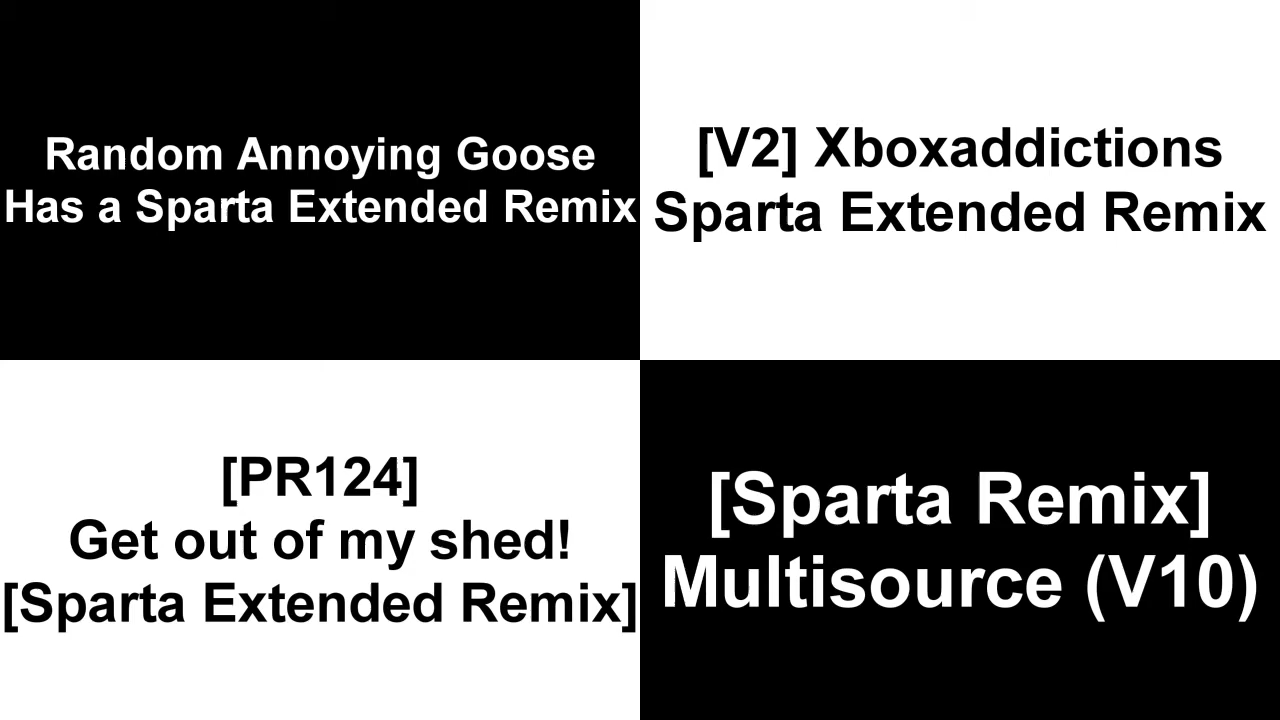 Random Annoying Goose
Has a Sparta Extended Remix
[V2] Xboxaddictions
Sparta Extended Remix
[PR124]
Get out of my shed!
[Sparta Extended Remix]
[Sparta Remix]
Multisource (V10)